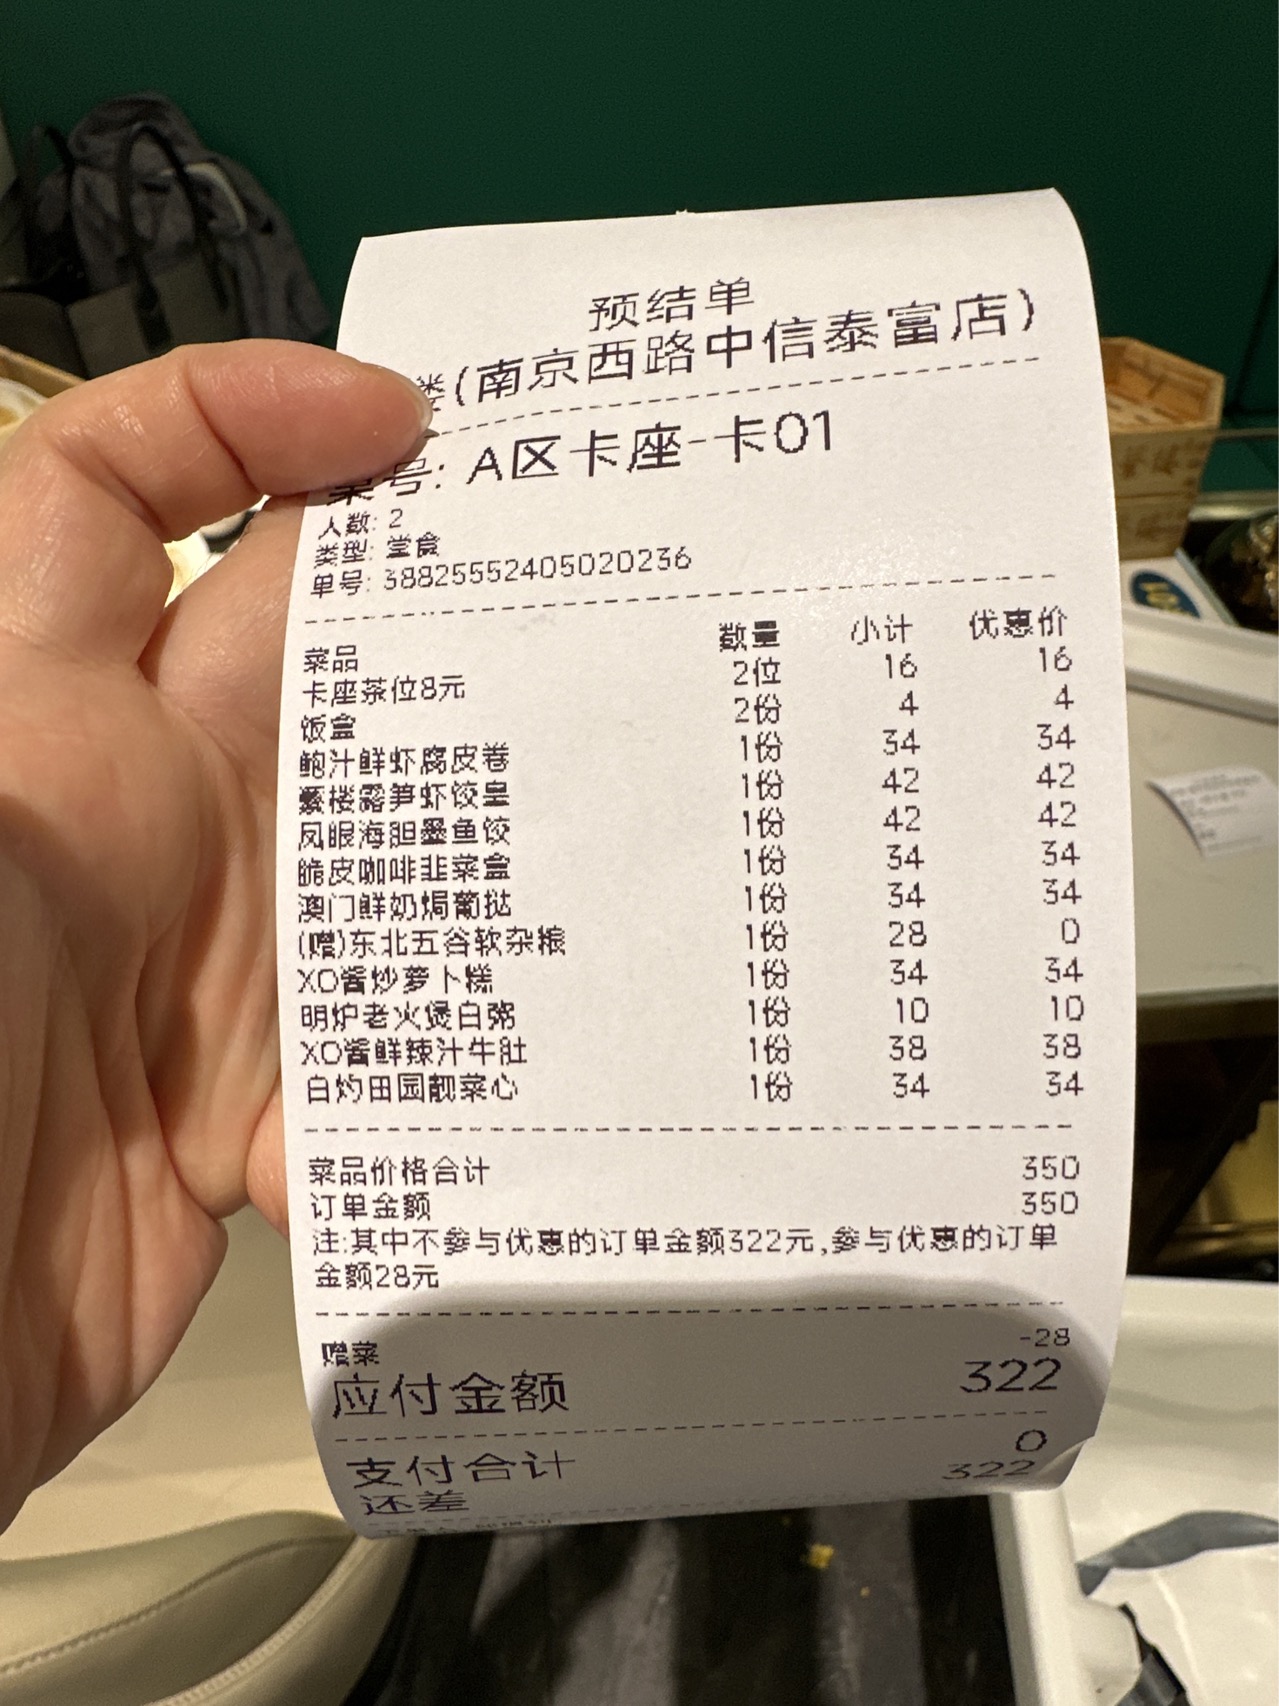 预结单
楼(南京西路中信泰富店)
桌号: A区卡座-卡01
人数: 2
类型: 堂食
单号: 38825552405020236
菜品 数量 小计 优惠价
卡座茶位8元 2位 16 16
饭盒 2份 4 4
鲍汁鲜虾腐皮卷 1份 34 34
粤楼露笋虾饺皇 1份 42 42
凤眼海胆墨鱼饺 1份 42 42
脆皮咖啡韭菜盒 1份 34 34
澳门鲜奶焗葡挞 1份 34 34
(赠)东北五谷软杂粮 1份 28 0
XO酱炒萝卜糕 1份 34 34
明炉老火煲白粥 1份 10 10
XO酱鲜辣汁牛肚 1份 38 38
白灼田园靓菜心 1份 34 34
菜品价格合计 350
订单金额 350
注:其中不参与优惠的订单金额322元,参与优惠的订单
金额28元
赠菜 -28
应付金额 322
支付合计 0
还差 322